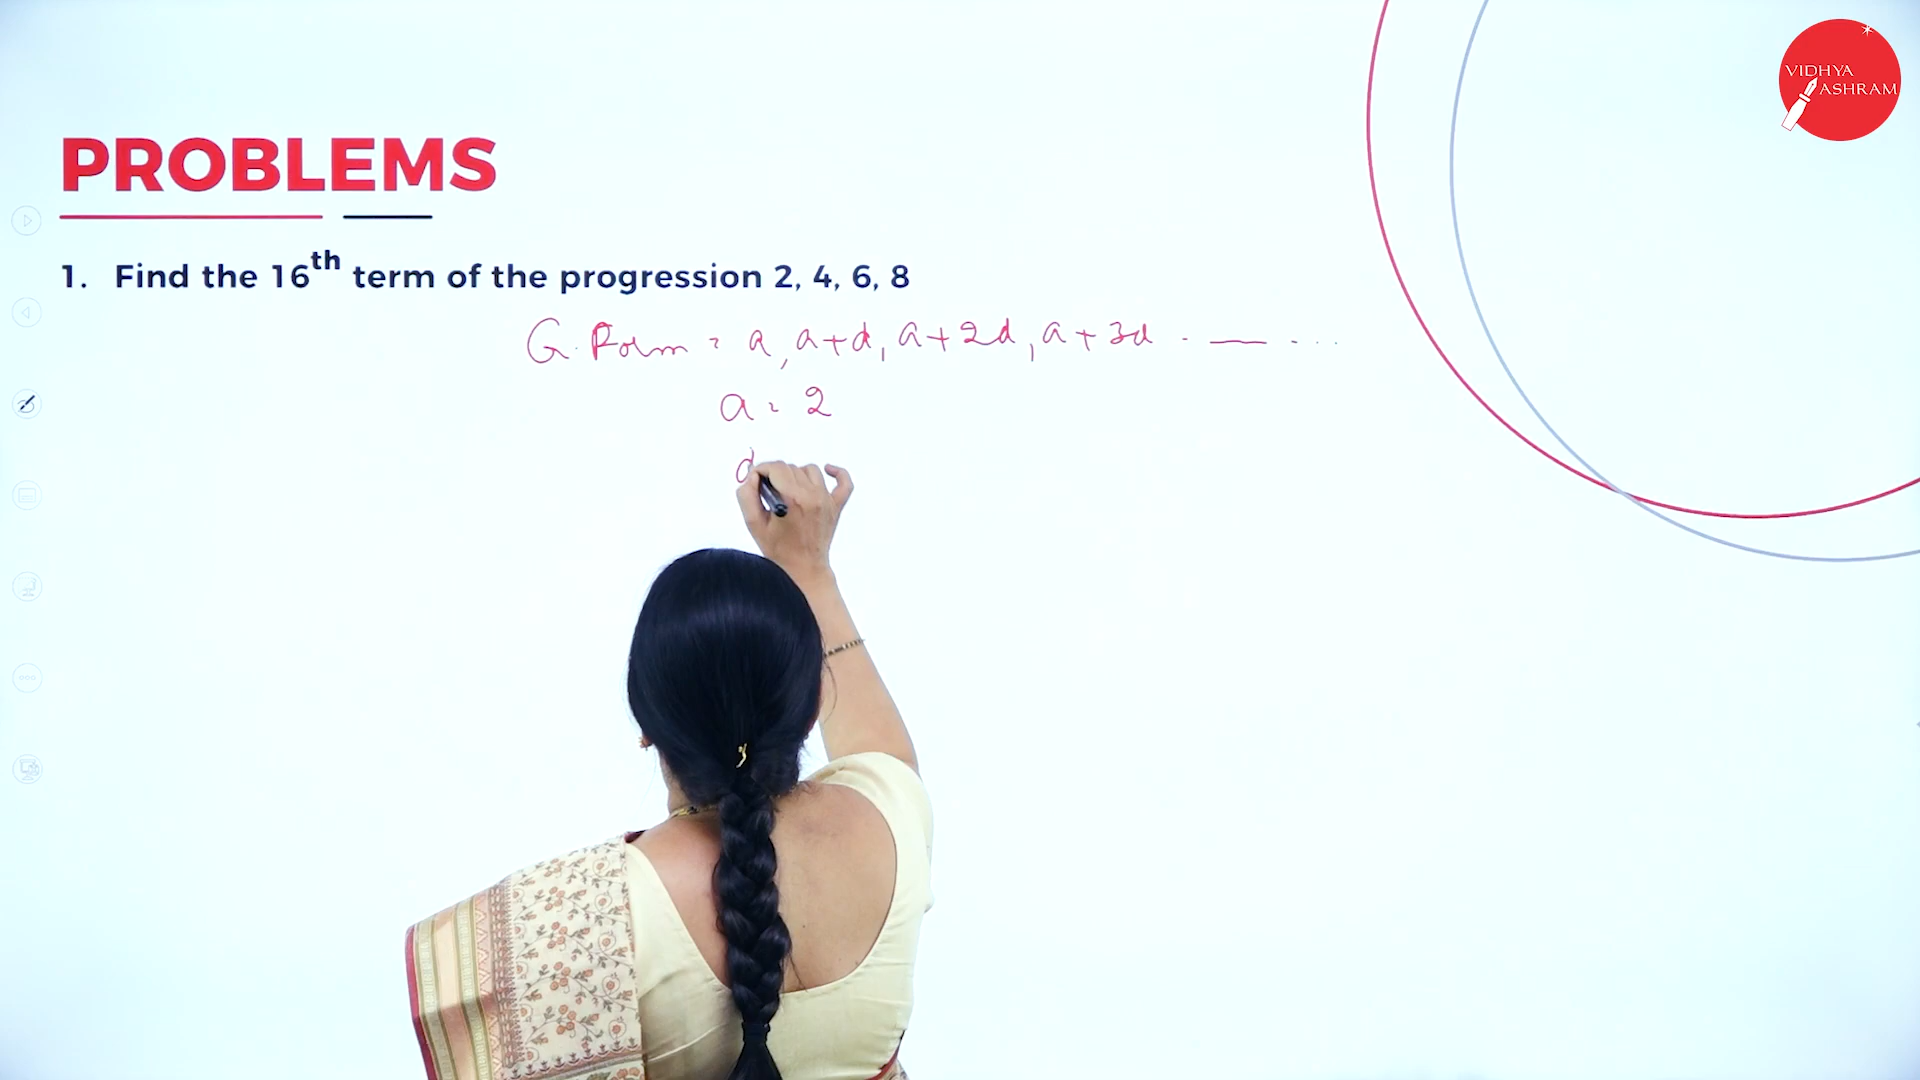 VIDHYA
ASHRAM
PROBLEMS
1. Find the 16th term of the progression 2, 4, 6, 8
G. Form = a, a+d, a+2d, a+3d . — ...
a = 2
d